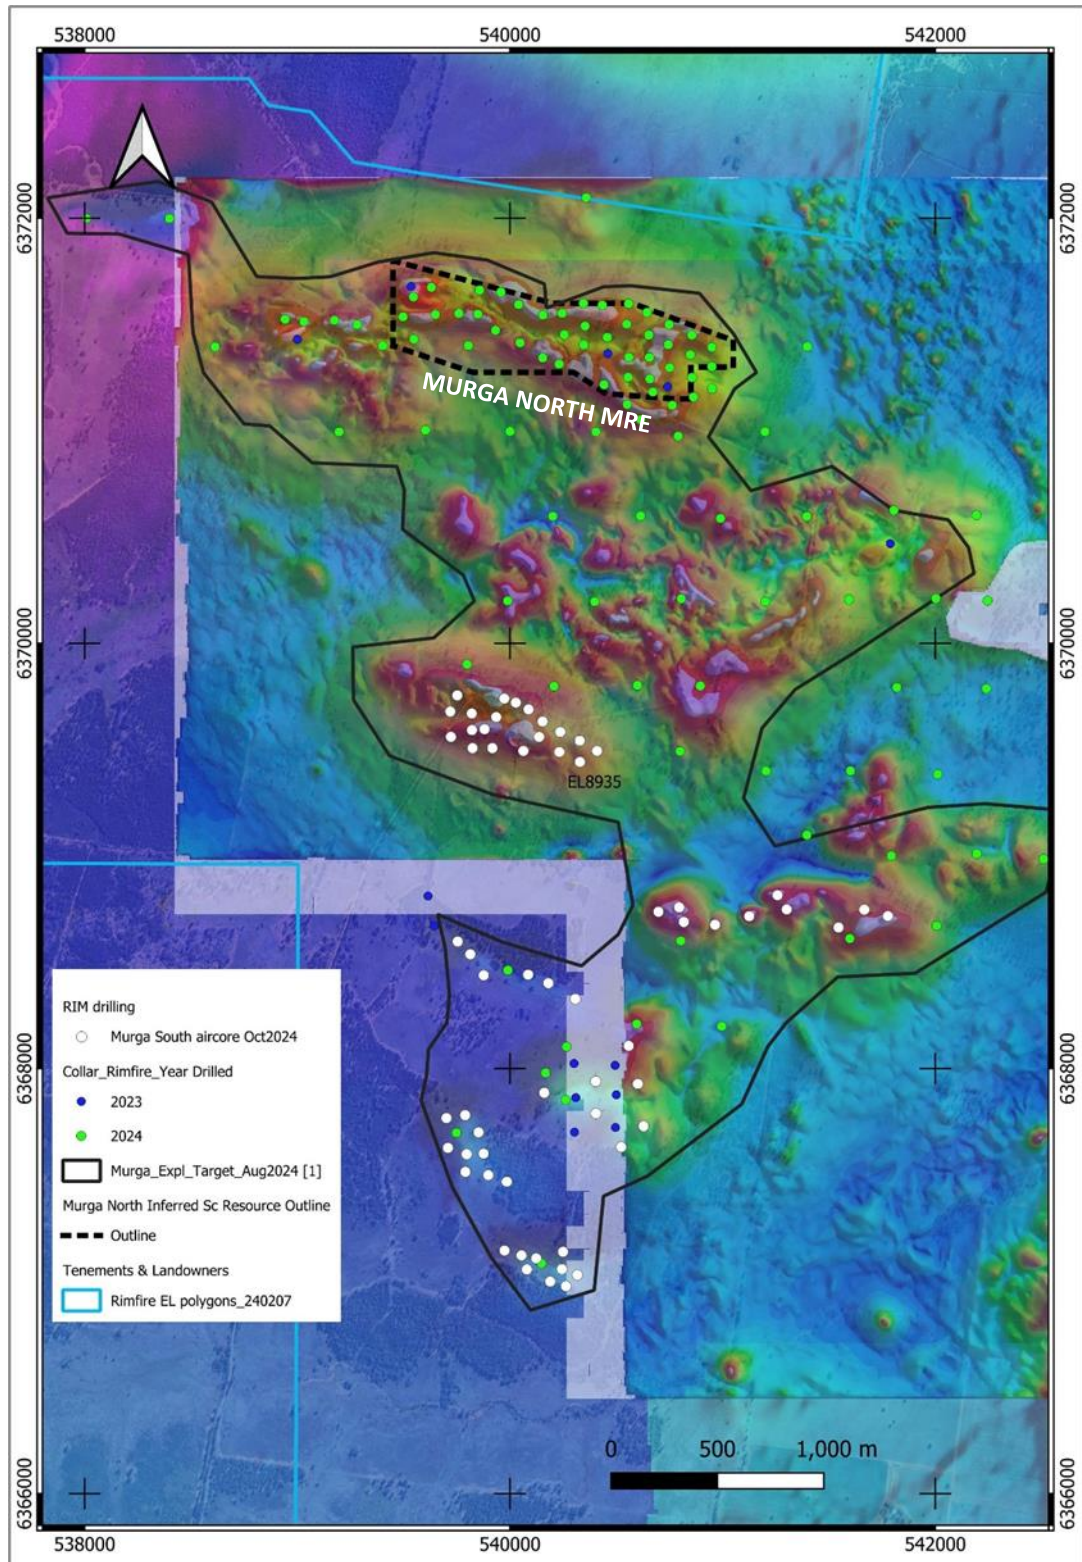 538000 540000 542000
6372000 6372000
MURGA NORTH MRE
6370000 6370000
EL8935
RIM drilling
Murga South aircore Oct2024
Collar_Rimfire_Year Drilled
2023
2024
Murga_Expl_Target_Aug2024 [1]
Murga North Inferred Sc Resource Outline
Outline
Tenements & Landowners
Rimfire EL polygons_240207
6368000 6368000
0 500 1,000 m
6366000 6366000
538000 540000 542000